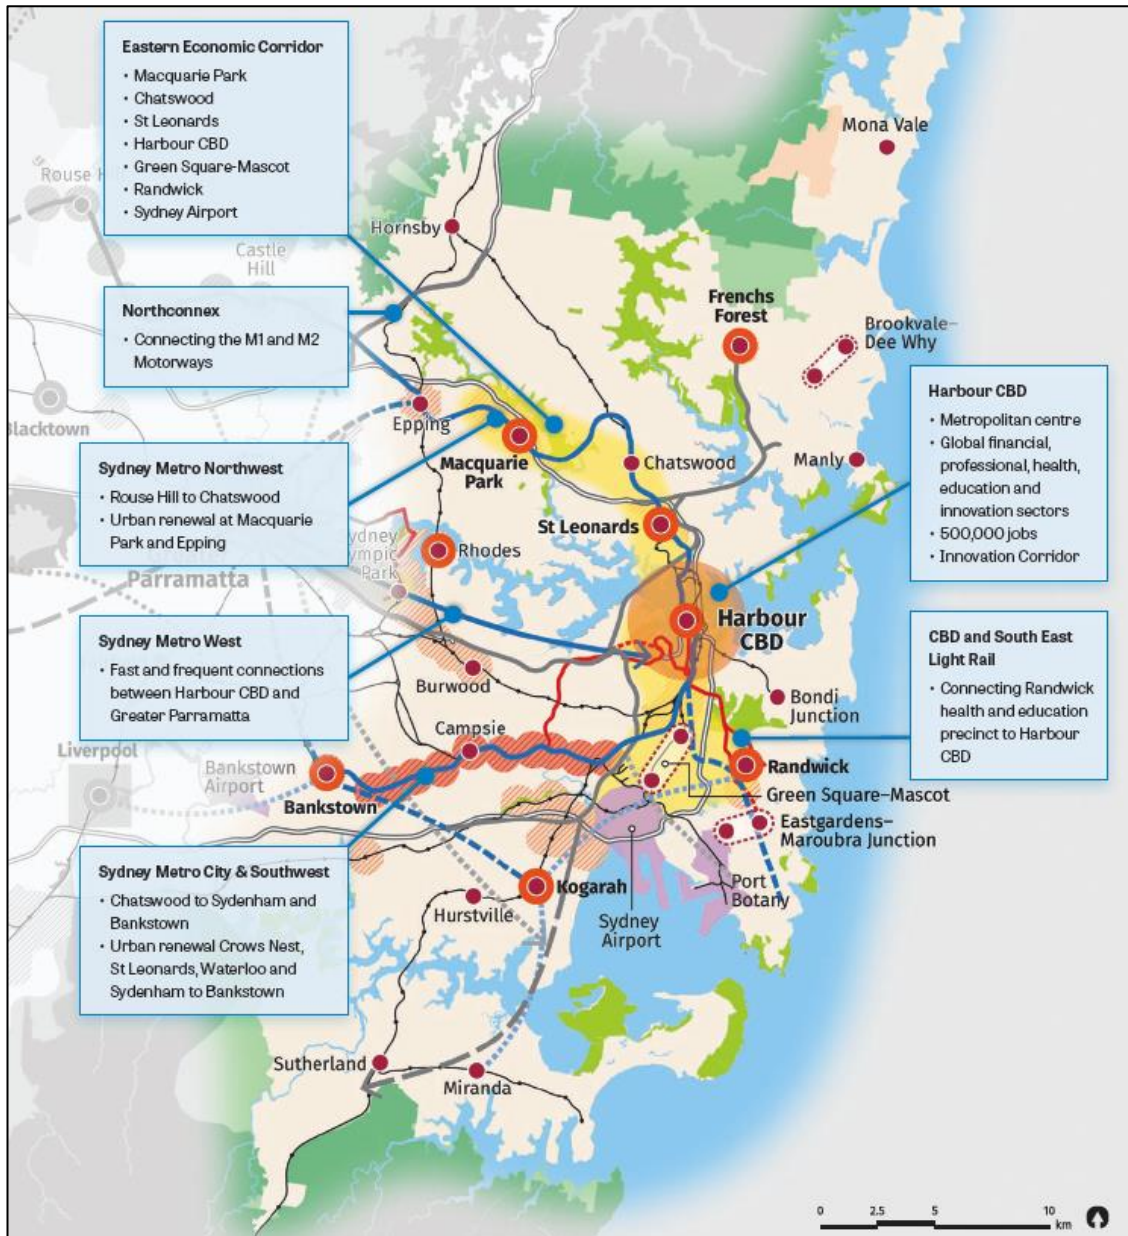 Eastern Economic Corridor
• Macquarie Park
• Chatswood
• St Leonards
• Harbour CBD
• Green Square-Mascot
• Randwick
• Sydney Airport
Mona Vale
Rouse
Hornsby
Castle
Hill
Northconnex
• Connecting the M1 and M2
Motorways
Frenchs
Forest
Brookvale–
Dee Why
Harbour CBD
• Metropolitan centre
• Global financial,
professional, health,
education and
innovation sectors
• 500,000 jobs
• Innovation Corridor
Blacktown
Epping
Macquarie
Park
Chatswood
Manly
Sydney Metro Northwest
• Rouse Hill to Chatswood
• Urban renewal at Macquarie
Park and Epping
St Leonards
Sydney
Olympic
Park
Rhodes
Parramatta
Harbour
CBD
Sydney Metro West
• Fast and frequent connections
between Harbour CBD and
Greater Parramatta
CBD and South East
Light Rail
• Connecting Randwick
health and education
precinct to Harbour
CBD
Burwood
Bondi
Junction
Campsie
Liverpool
Bankstown
Airport
Bankstown
Randwick
Green Square–Mascot
Eastgardens–
Maroubra Junction
Sydney Metro City & Southwest
• Chatswood to Sydenham and
Bankstown
• Urban renewal Crows Nest,
St Leonards, Waterloo and
Sydenham to Bankstown
Kogarah
Hurstville
Port
Botany
Sydney
Airport
Sutherland
Miranda
0 2.5 5 10
km